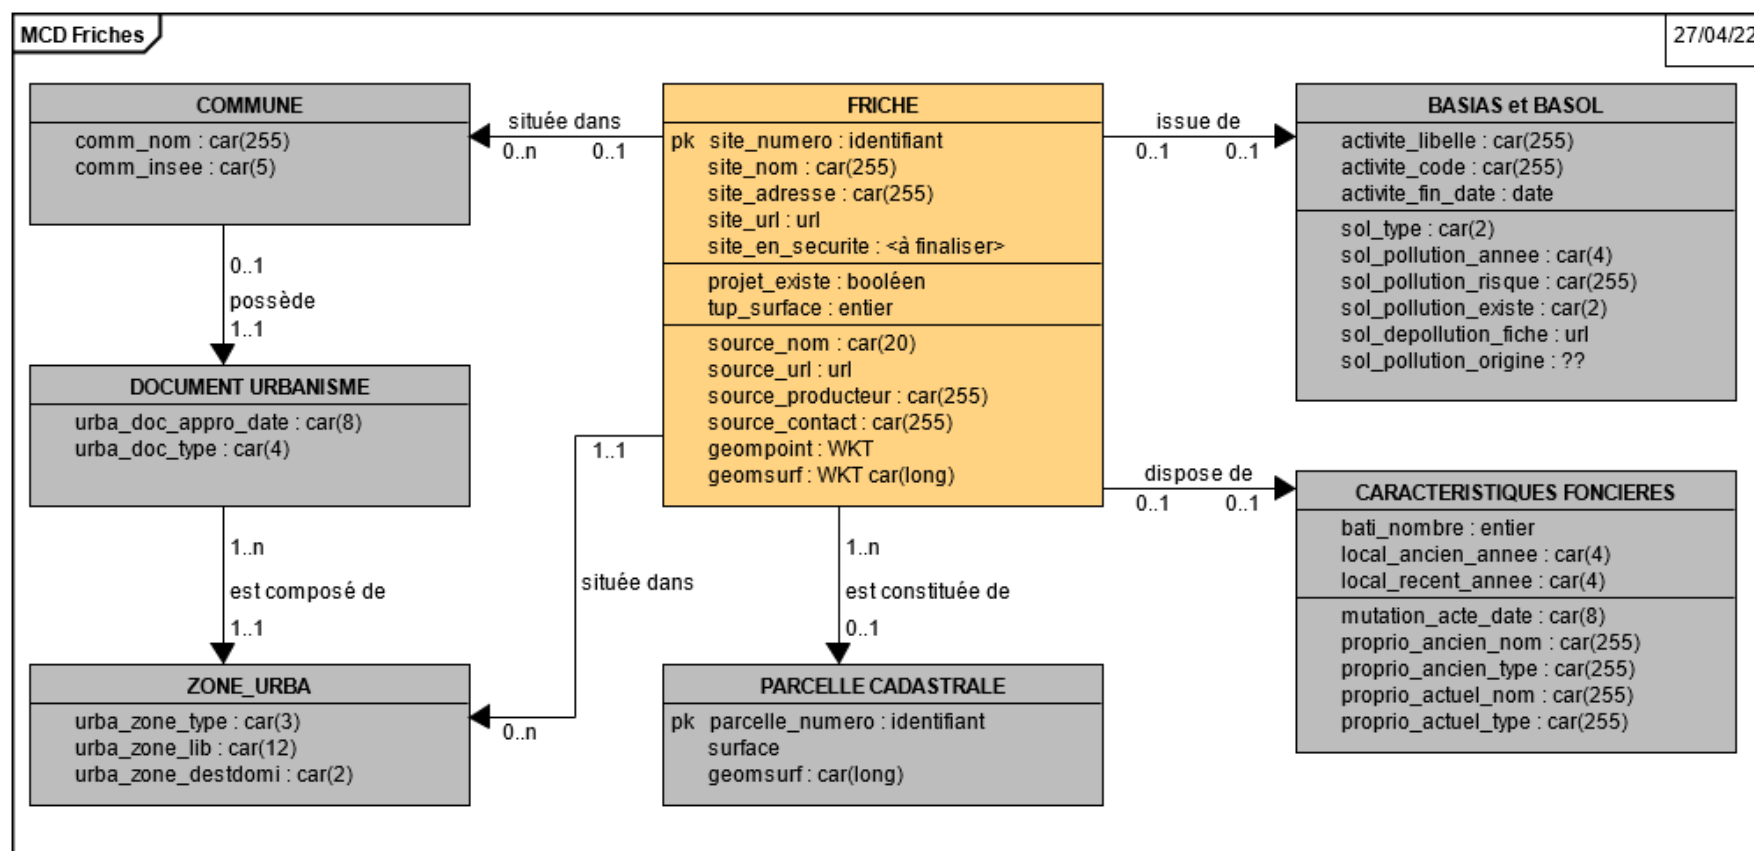 MCD Friches
27/04/22
COMMUNE
comm_nom : car(255)
comm_insee : car(5)
située dans
0..n
0..1
FRICHE
pk site_numero : identifiant
site_nom : car(255)
site_adresse : car(255)
site_url : url
site_en_securite : <à finaliser>
projet_existe : booléen
tup_surface : entier
source_nom : car(20)
source_url : url
source_producteur : car(255)
source_contact : car(255)
geompoint : WKT
geomsurf : WKT car(long)
issue de
0..1
0..1
BASIAS et BASOL
activite_libelle : car(255)
activite_code : car(255)
activite_fin_date : date
sol_type : car(2)
sol_pollution_annee : car(4)
sol_pollution_risque : car(255)
sol_pollution_existe : car(2)
sol_depollution_fiche : url
sol_pollution_origine : ??
0..1
possède
1..1
DOCUMENT URBANISME
urba_doc_appro_date : car(8)
urba_doc_type : car(4)
1..1
située dans
0..n
dispose de
0..1
0..1
CARACTERISTIQUES FONCIERES
bati_nombre : entier
local_ancien_annee : car(4)
local_recent_annee : car(4)
mutation_acte_date : car(8)
proprio_ancien_nom : car(255)
proprio_ancien_type : car(255)
proprio_actuel_nom : car(255)
proprio_actuel_type : car(255)
1..n
est composé de
1..1
ZONE_URBA
urba_zone_type : car(3)
urba_zone_lib : car(12)
urba_zone_destdomi : car(2)
1..n
est constituée de
0..1
PARCELLE CADASTRALE
pk parcelle_numero : identifiant
surface
geomsurf : car(long)